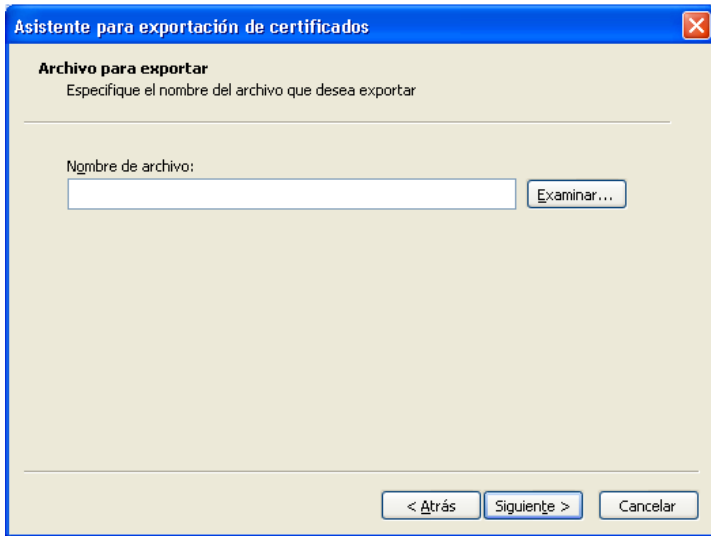 Asistente para exportación de certificados
Archivo para exportar
Especifique el nombre del archivo que desea exportar
Nombre de archivo:
Examinar...
< Atrás Siguiente > Cancelar